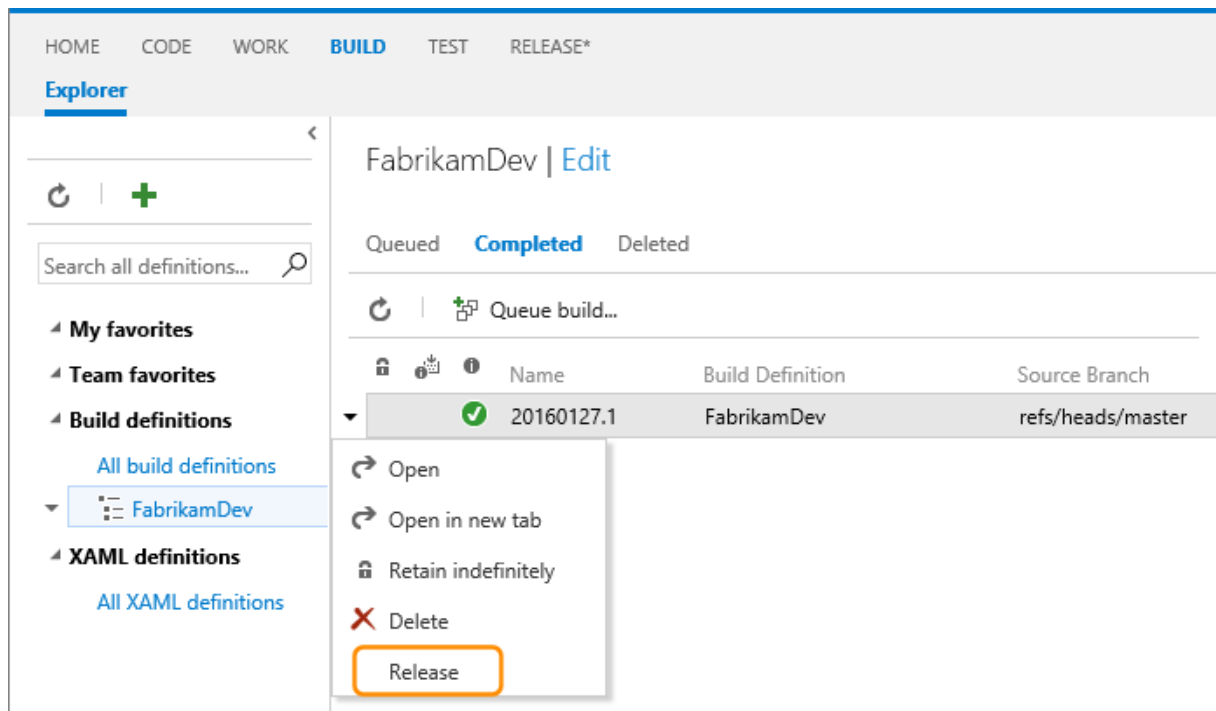 HOME CODE WORK BUILD TEST RELEASE*
Explorer
FabrikamDev | Edit
Search all definitions...
My favorites
Team favorites
Build definitions
All build definitions
FabrikamDev
XAML definitions
All XAML definitions
Queued Completed Deleted
Queue build...
Name Build Definition Source Branch
20160127.1 FabrikamDev refs/heads/master
Open
Open in new tab
Retain indefinitely
Delete
Release